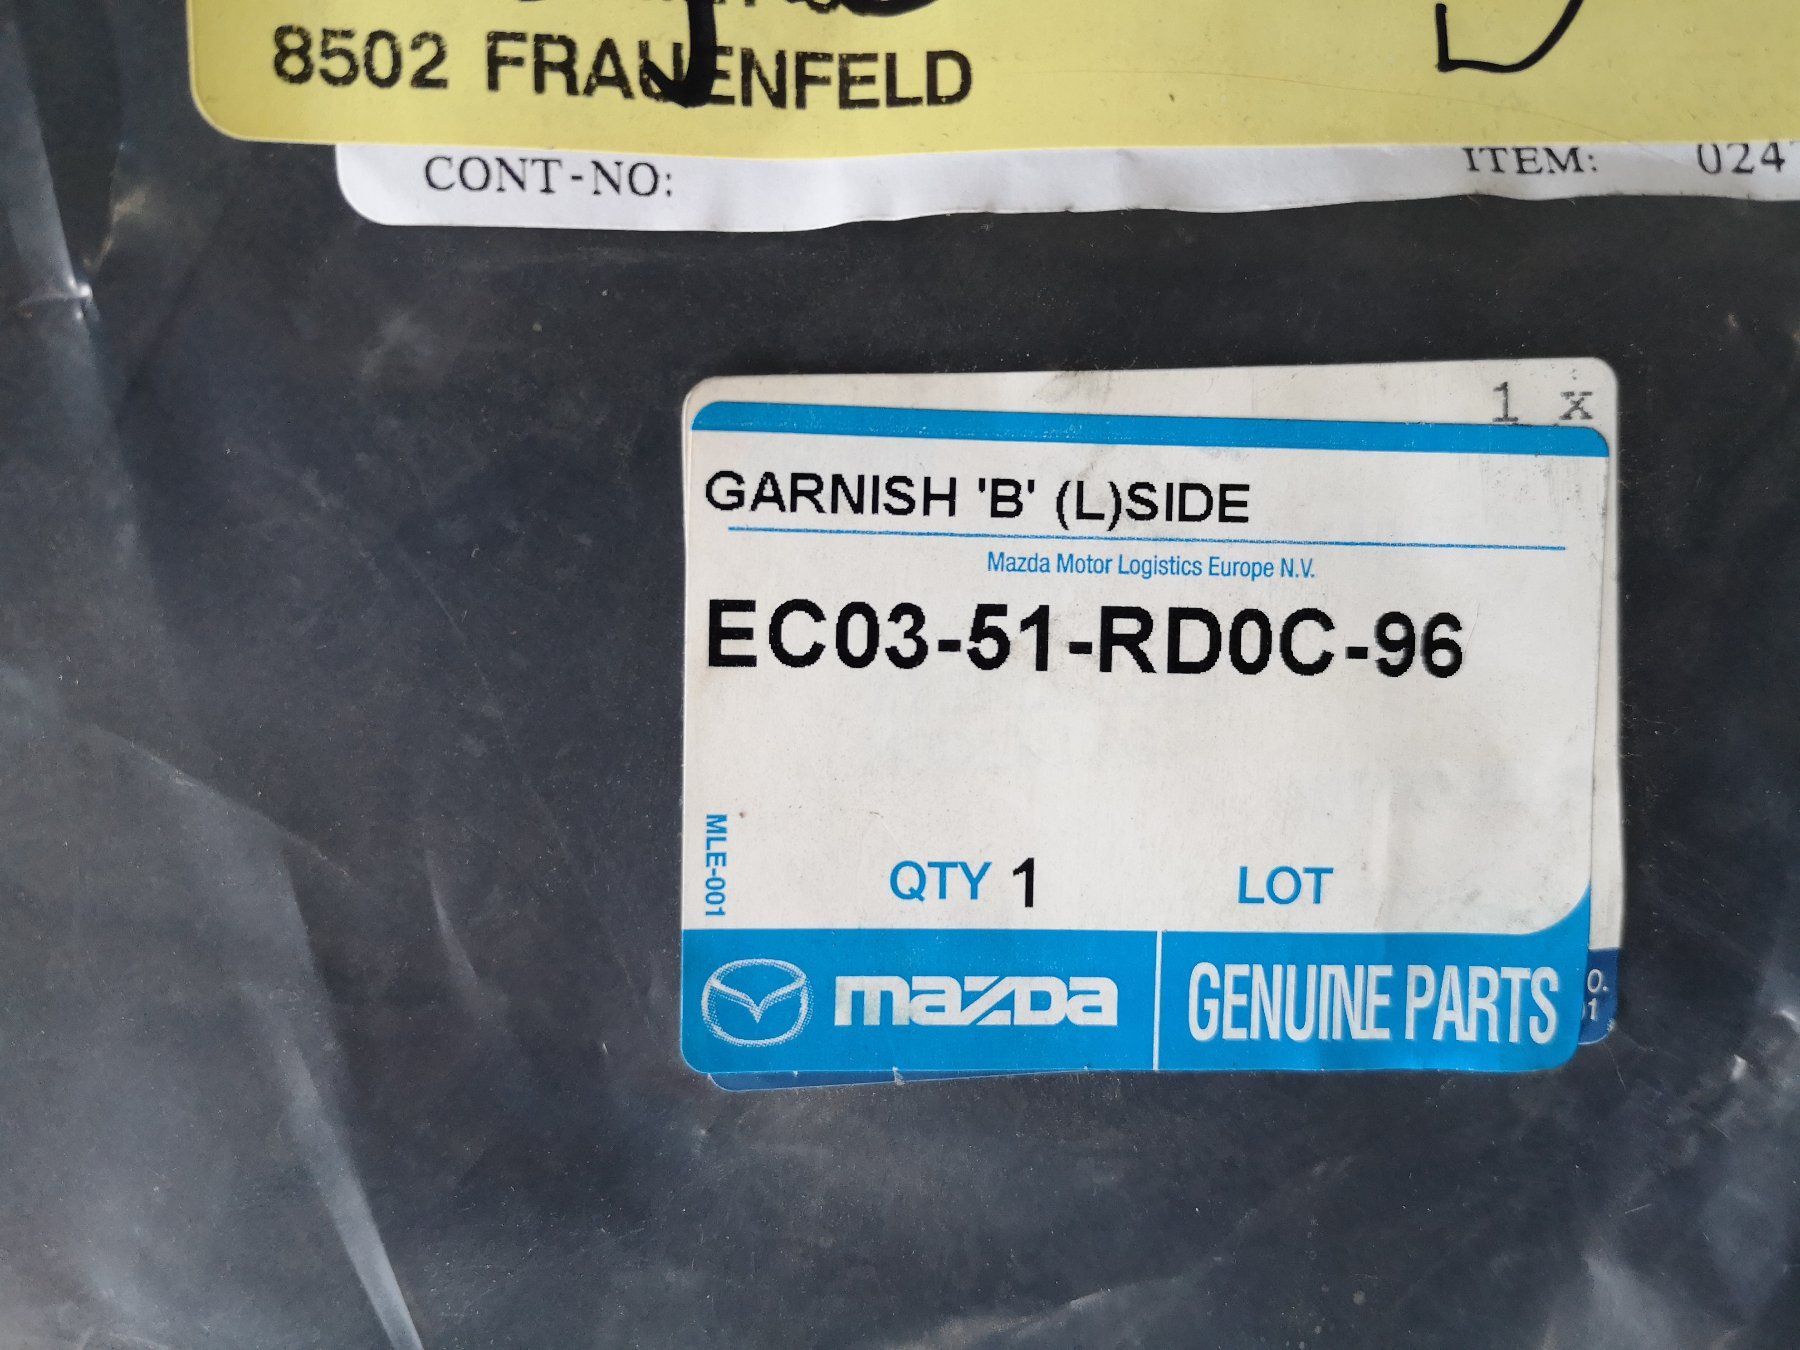 8502 FRAUENFELD
CONT-NO: ITEM:
1 x
GARNISH 'B' (L)SIDE
Mazda Motor Logistics Europe N.V.
EC03-51-RD0C-96
MLE-001
QTY 1 LOT
mazda GENUINE PARTS